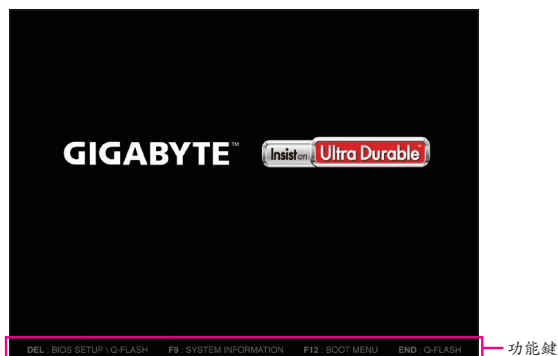 GIGABYTE™
Insist on Ultra Durable™
DEL : BIOS SETUP \ Q-FLASH F9 : SYSTEM INFORMATION F12 : BOOT MENU END : Q-FLASH
功能鍵